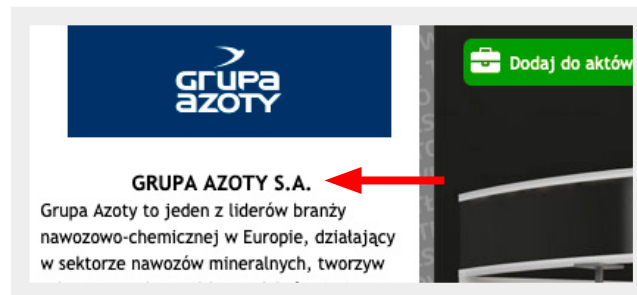 grupa
azoty
Dodaj do aktów
GRUPA AZOTY S.A.
Grupa Azoty to jeden z liderów branży
nawozowo-chemicznej w Europie, działający
w sektorze nawozów mineralnych, tworzyw